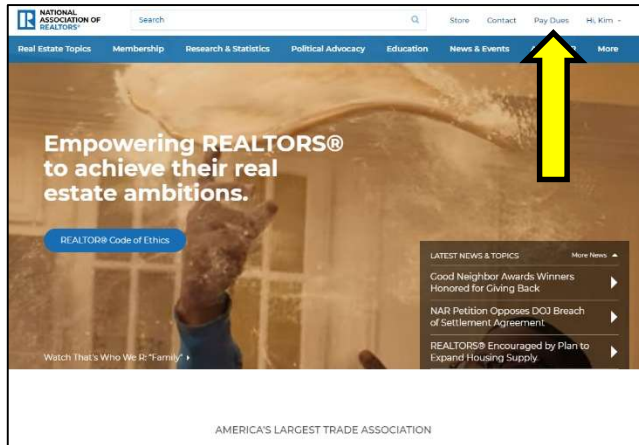 NATIONAL
ASSOCIATION OF
REALTORS®
Search
Store Contact Pay Dues Hi, Kim
Real Estate Topics Membership Research & Statistics Political Advocacy Education News & Events More
Empowering REALTORS®
to achieve their real
estate ambitions.
REALTOR® Code of Ethics
LATEST NEWS & TOPICS More News
Good Neighbor Awards Winners
Honored for Giving Back
NAR Petition Opposes DOJ Breach
of Settlement Agreement
REALTORS® Encouraged by Plan to
Expand Housing Supply
Watch That's Who We R: "Family"
AMERICA'S LARGEST TRADE ASSOCIATION